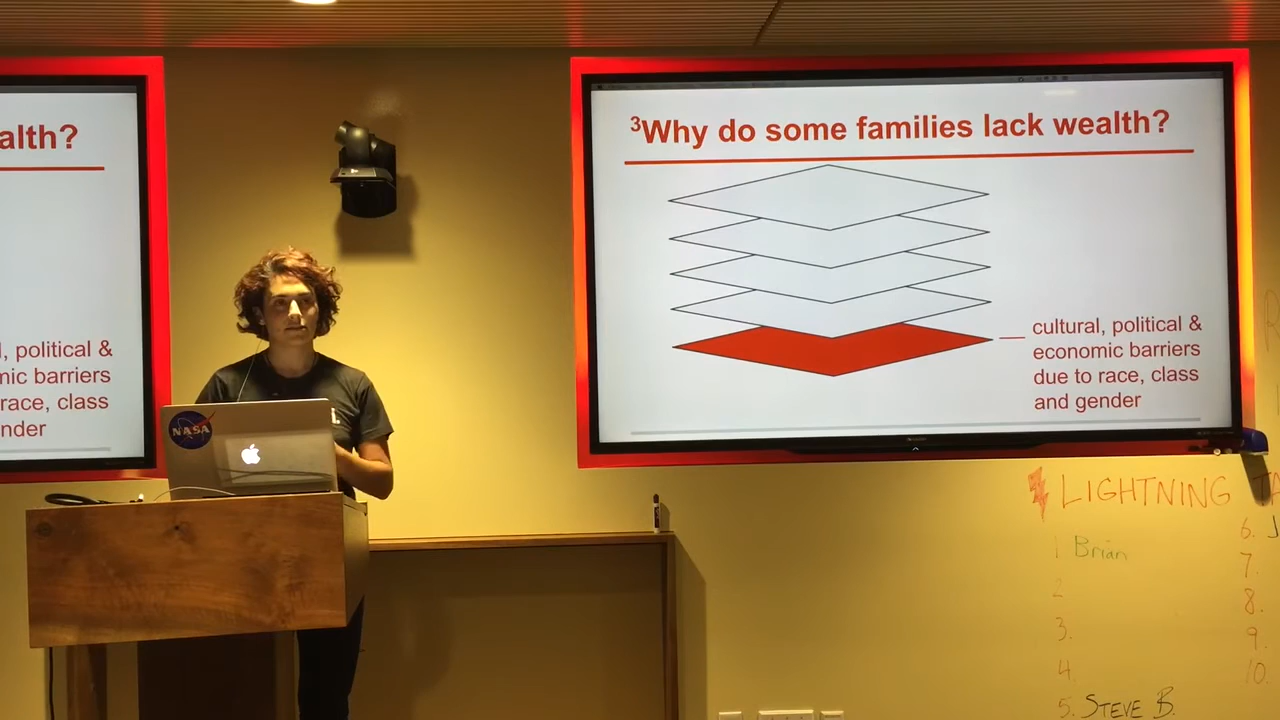 alth?
l, political &
mic barriers
race, class
nder
NASA
³Why do some families lack wealth?
cultural, political &
economic barriers
due to race, class
and gender
LIGHTNING TA
1 Brian
2
3.
4
5. STEVE B.
6. J
7.
8.
9.
10.